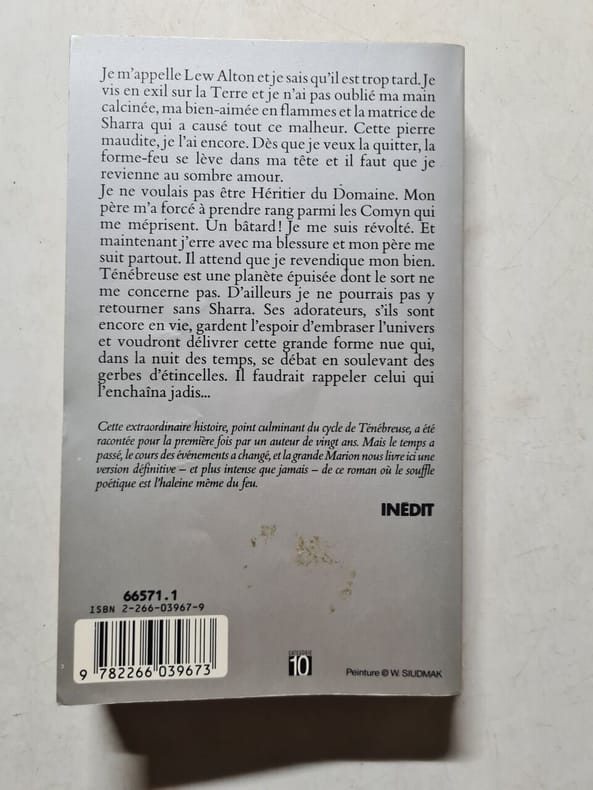 Je m'appelle Lew Alton et je sais qu'il est trop tard. Je
vis en exil sur la Terre et je n'ai pas oublié ma main
calcinée, ma bien-aimée en flammes et la matrice de
Sharra qui a causé tout ce malheur. Cette pierre
maudite, je l'ai encore. Dès que je veux la quitter, la
forme-feu se lève dans ma tête et il faut que je
revienne au sombre amour.
Je ne voulais pas être Héritier du Domaine. Mon
père m'a forcé à prendre rang parmi les Comyn qui
me méprisent. Un bâtard ! Je me suis révolté. Et
maintenant j'erre avec ma blessure et mon père me
suit partout. Il attend que je revendique mon bien.
Ténébreuse est une planète épuisée dont le sort ne
me concerne pas. D'ailleurs je ne pourrais pas y
retourner sans Sharra. Ses adorateurs, s'ils sont
encore en vie, gardent l'espoir d'embraser l'univers
et voudront délivrer cette grande forme nue qui,
dans la nuit des temps, se débat en soulevant des
gerbes d'étincelles. Il faudrait rappeler celui qui
l'enchaîna jadis...
Cette extraordinaire histoire, point culminant du cycle de Ténébreuse, a été
racontée pour la première fois par un auteur de vingt ans. Mais le temps a
passé, le cours des événements a changé, et la grande Marion nous livre ici une
version définitive – et plus intense que jamais – de ce roman où le souffle
poétique est l'haleine même du feu.
INÉDIT
66571.1
ISBN 2-266-03967-9
9 782266 039673
CATÉGORIE
10
Peinture © W. SIUDMAK